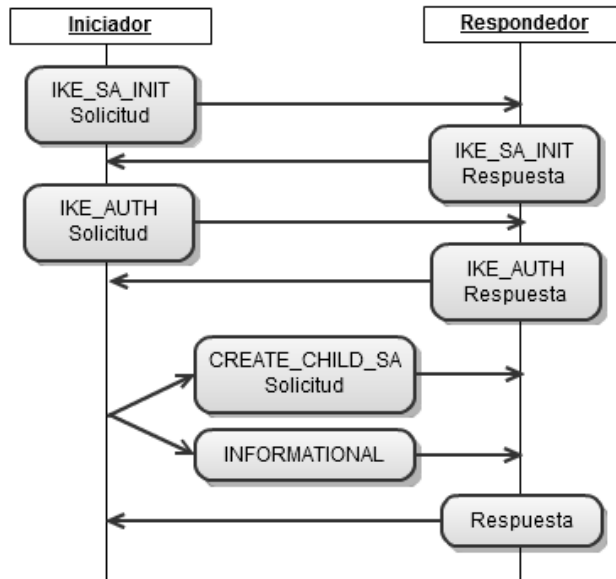 Iniciador
Respondedor
IKE_SA_INIT
Solicitud
IKE_SA_INIT
Respuesta
IKE_AUTH
Solicitud
IKE_AUTH
Respuesta
CREATE_CHILD_SA
Solicitud
INFORMATIONAL
Respuesta